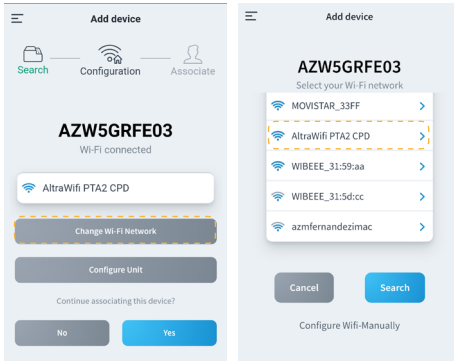 Add device
Search
Configuration
Associate
AZW5GRFE03
Wi-Fi connected
AltraWifi PTA2 CPD
Change Wi-Fi Network
Configure Unit
Continue associating this device?
No
Yes
Add device
AZW5GRFE03
Select your Wi-Fi network
MOVISTAR_33FF
AltraWifi PTA2 CPD
WIBEEE_31:59:aa
WIBEEE_31:5d:cc
azmfernandezimac
Cancel
Search
Configure Wifi-Manually